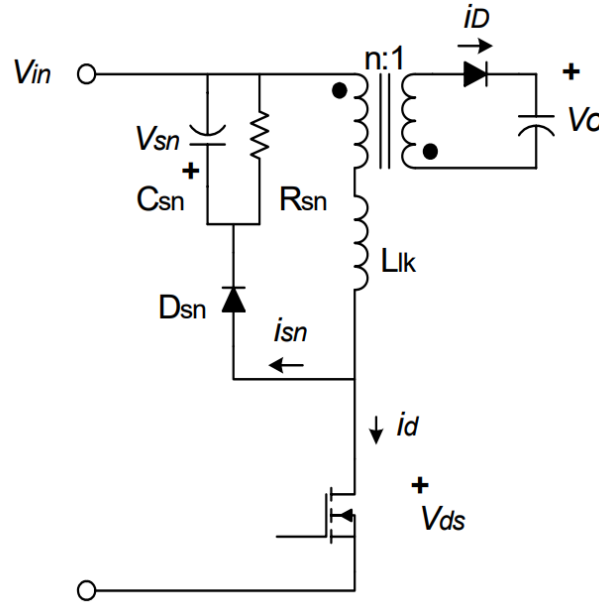 iD
n:1
Vin
+
Vo
Vsn
+
Csn
Rsn
Llk
Dsn
isn
id
+
Vds